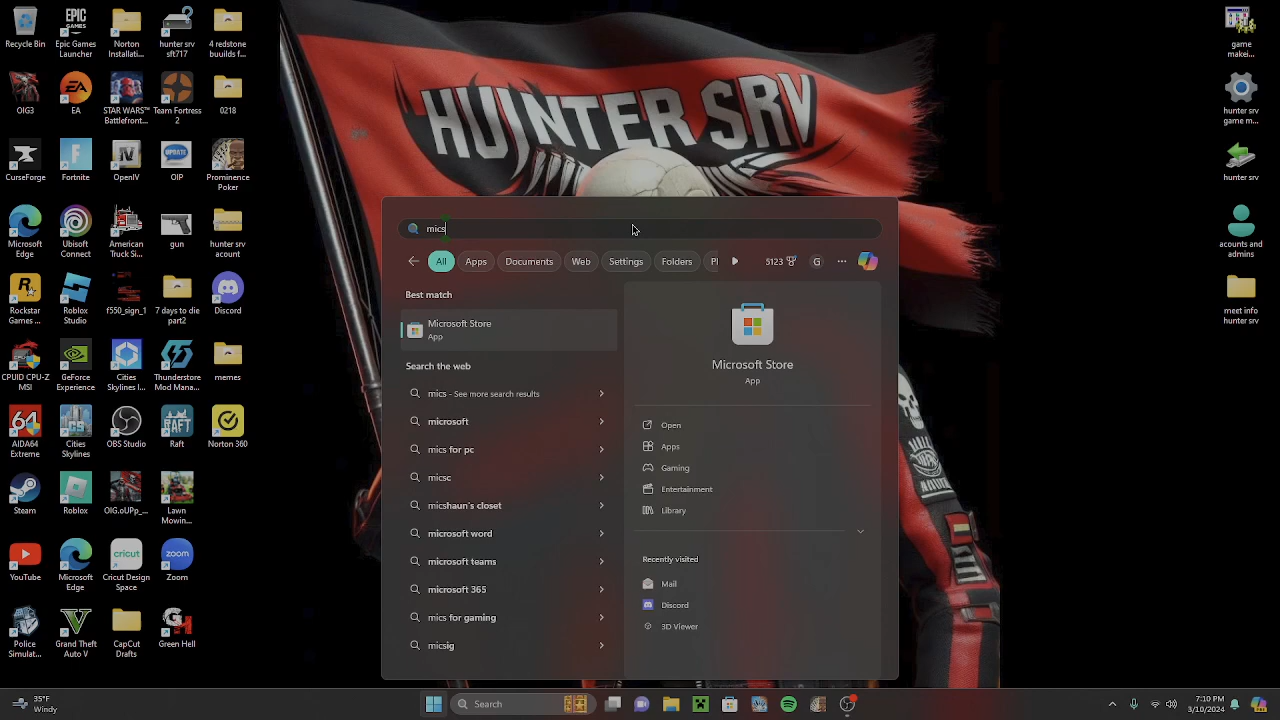 Recycle Bin
Epic Games
Launcher
Norton
Installati...
hunter srv
sft717
4 redstone
buuilds f...
OIG3
EA
STAR WARS™
Battlefront...
Team Fortress
2
0218
CurseForge
Fortnite
OpenIV
OIP
Prominence
Poker
Microsoft
Edge
Ubisoft
Connect
American
Truck Si...
gun
hunter srv
acount
Rockstar
Games ...
Roblox
Studio
f550_sign_1
7 days to die
part2
Discord
CPUID CPU-Z
MSI
GeForce
Experience
Cities
Skylines I...
Thunderstore
Mod Mana...
memes
AIDA64
Extreme
Cities
Skylines
OBS Studio
Raft
Norton 360
Steam
Roblox
OIG.oUPp_...
Lawn
Mowin...
YouTube
Microsoft
Edge
Cricut Design
Space
Zoom
Police
Simulat...
Grand Theft
Auto V
CapCut
Drafts
Green Hell
HUNTER SRV
mics
All
Apps
Documents
Web
Settings
Folders
5123
G
Best match
Microsoft Store
App
Search the web
mics - See more search results
microsoft
mics for pc
micsc
micshaun's closet
microsoft word
microsoft teams
microsoft 365
mics for gaming
micsig
Microsoft Store
App
Open
Apps
Gaming
Entertainment
Library
Recently visited
Mail
Discord
3D Viewer
game
makei...
hunter srv
game m...
hunter srv
acounts and
admins
meet info
hunter srv
35°F
Windy
Search
7:10 PM
3/10/2024